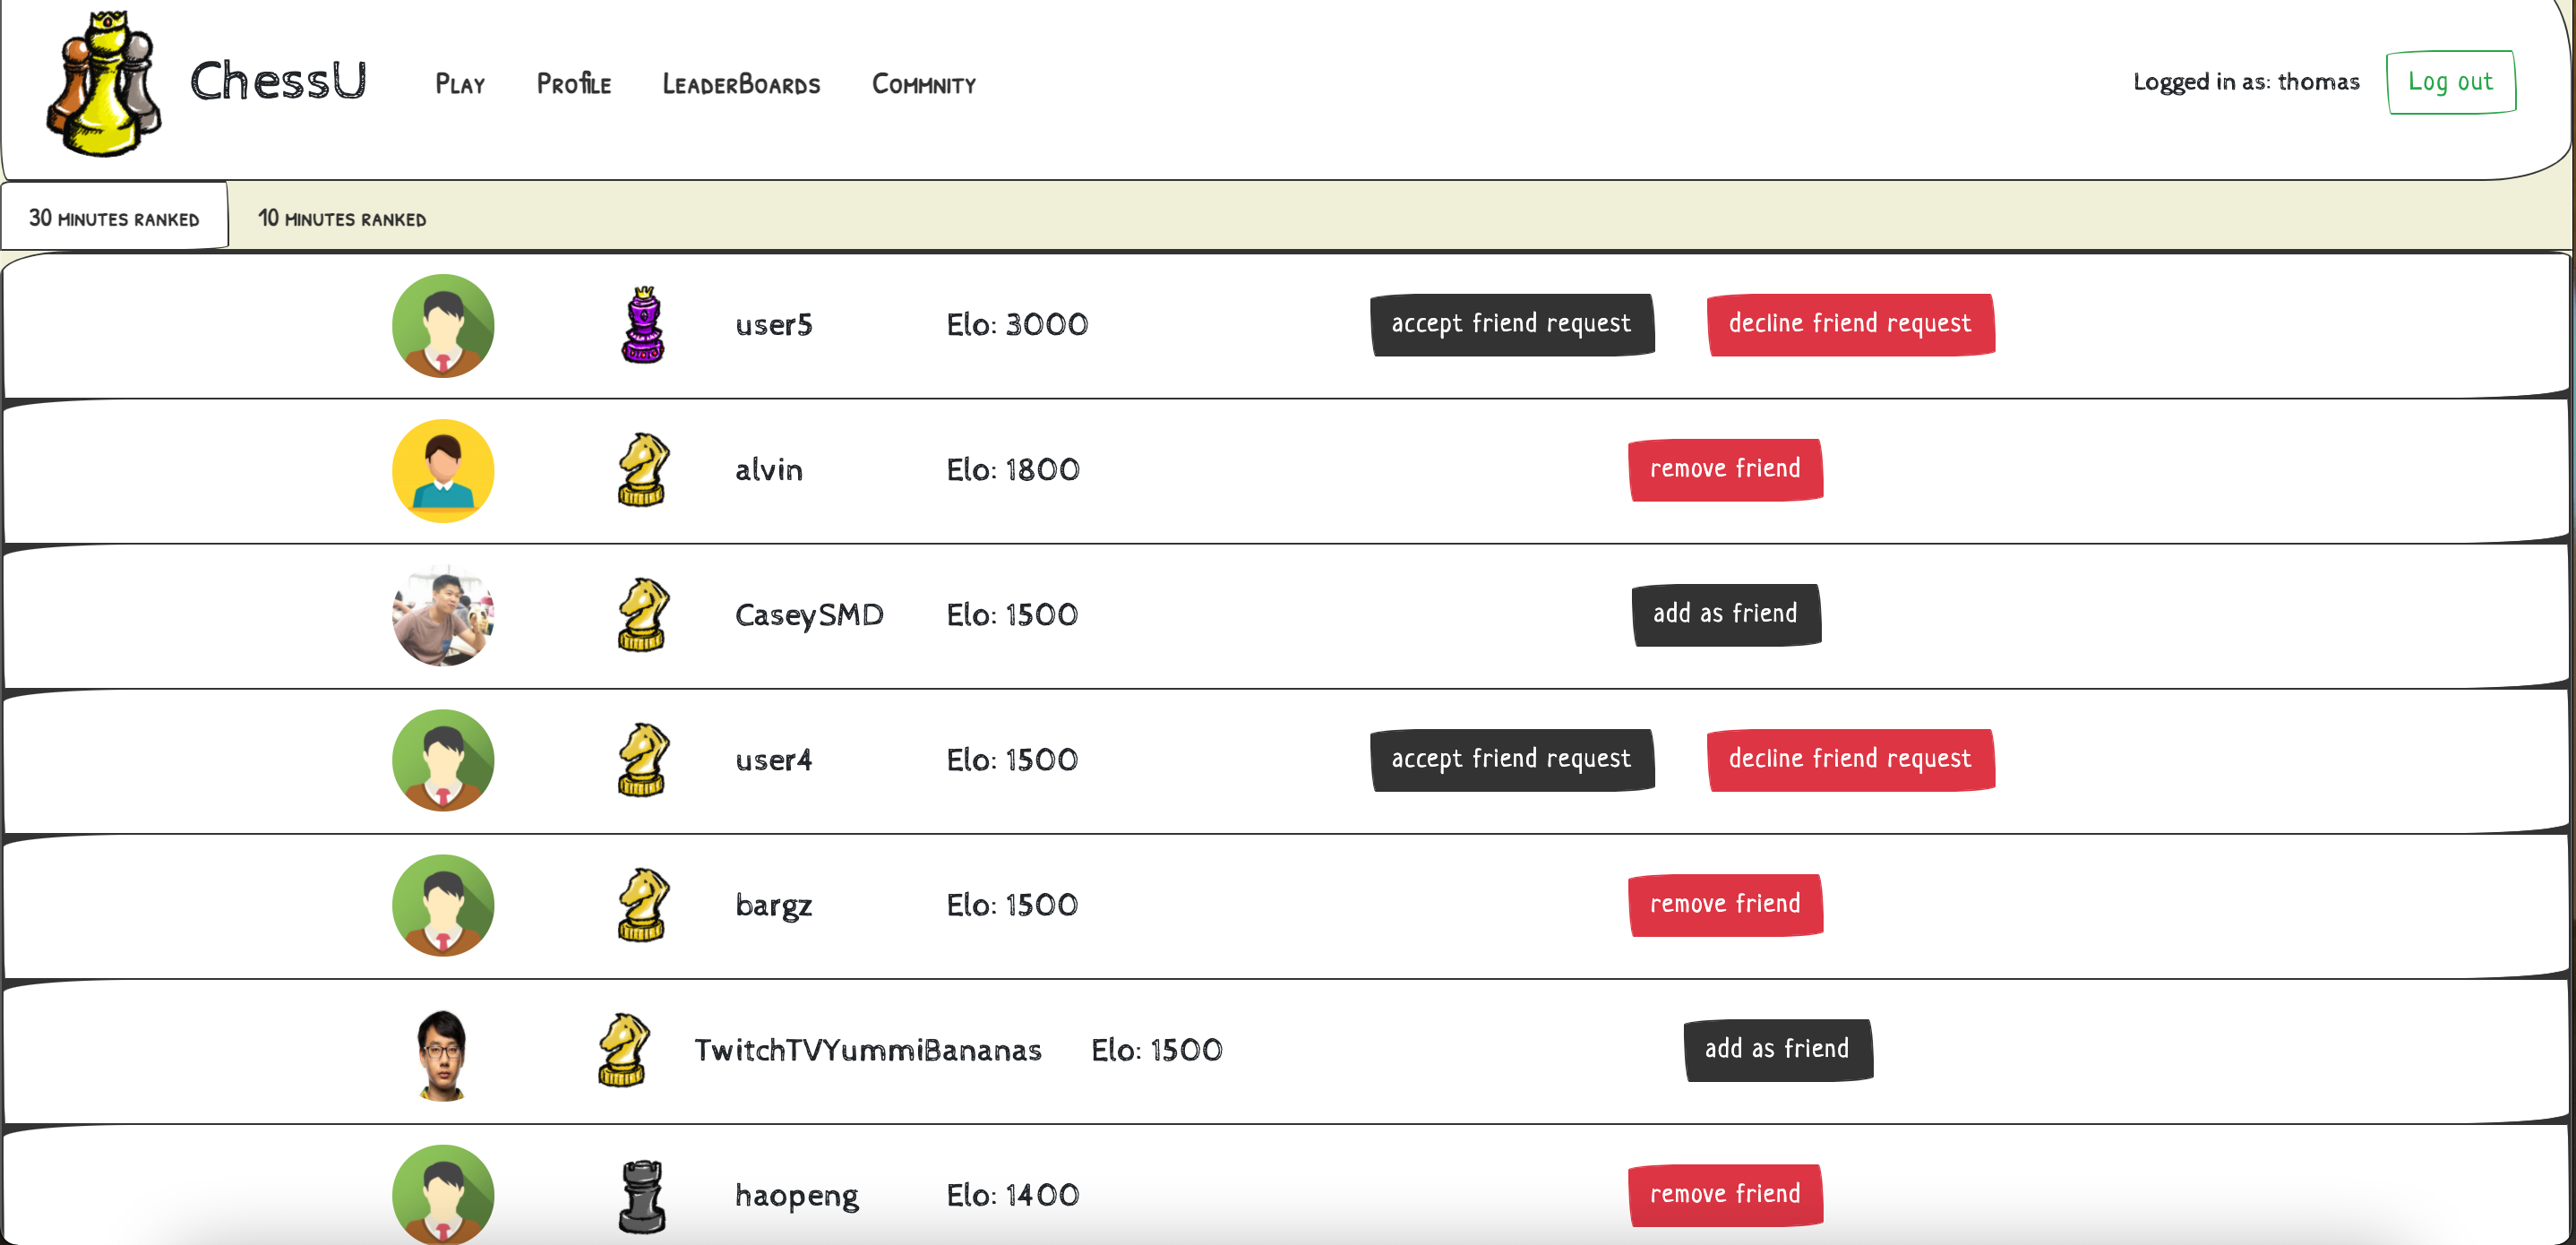 ChessU Play Profile LeaderBoards Commnity Logged in as: thomas Log out
30 minutes ranked 10 minutes ranked
user5 Elo: 3000 accept friend request decline friend request
alvin Elo: 1800 remove friend
CaseySMD Elo: 1500 add as friend
user4 Elo: 1500 accept friend request decline friend request
bargz Elo: 1500 remove friend
TwitchTVYummiBananas Elo: 1500 add as friend
haopeng Elo: 1400 remove friend